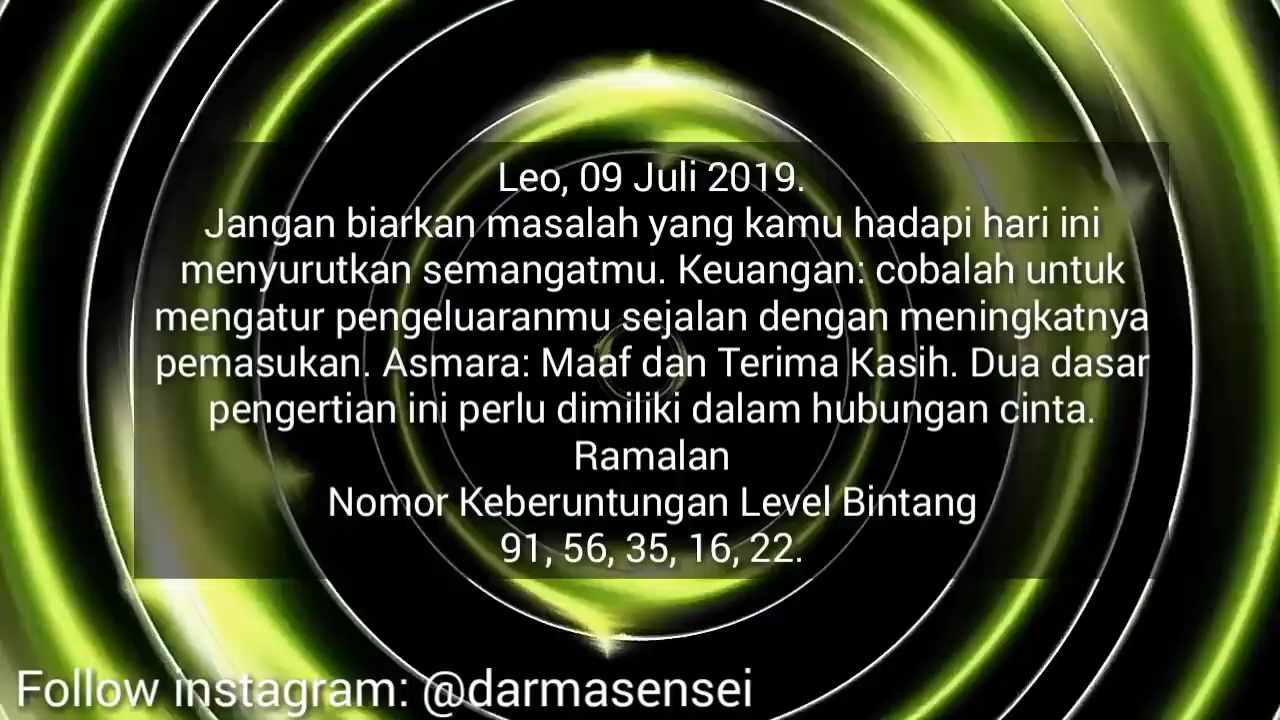 Leo, 09 Juli 2019.
Jangan biarkan masalah yang kamu hadapi hari ini
menyurutkan semangatmu. Keuangan: cobalah untuk
mengatur pengeluaranmu sejalan dengan meningkatnya
pemasukan. Asmara: Maaf dan Terima Kasih. Dua dasar
pengertian ini perlu dimiliki dalam hubungan cinta.
Ramalan
Nomor Keberuntungan Level Bintang
91, 56, 35, 16, 22.
Follow instagram: @darmasensei